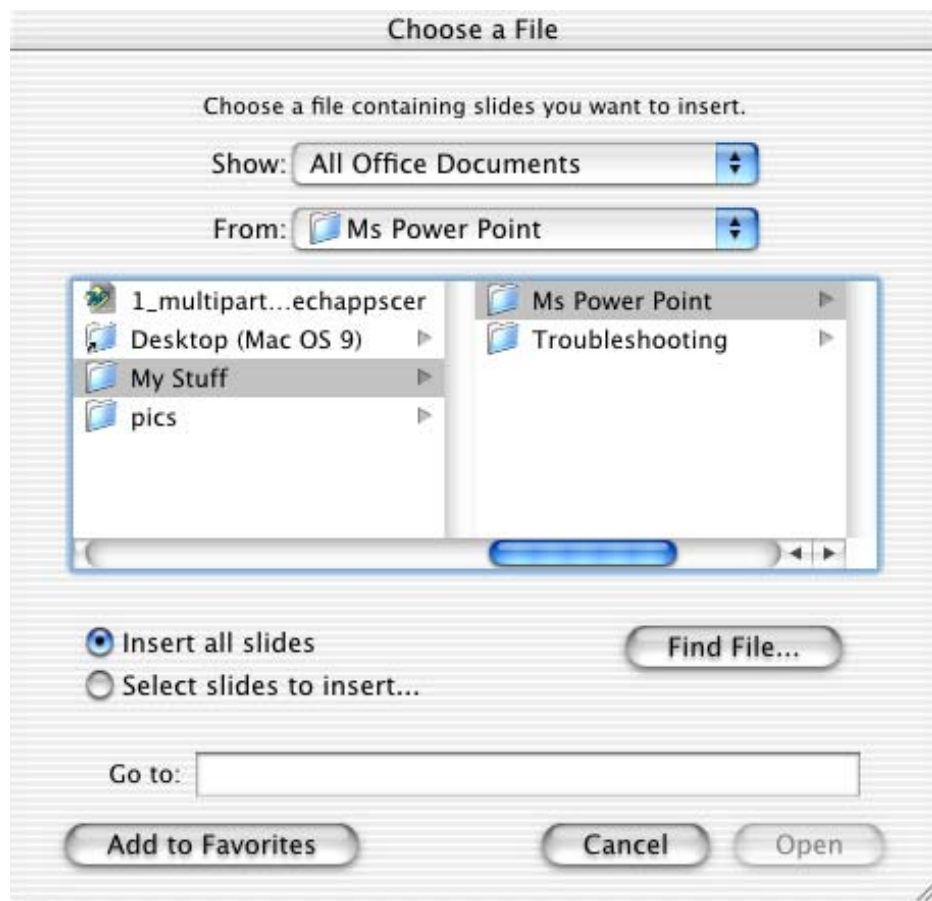 Choose a File
Choose a file containing slides you want to insert.
Show: All Office Documents
From: Ms Power Point
1_multipart...echappscer
Desktop (Mac OS 9)
My Stuff
pics
Ms Power Point
Troubleshooting
Insert all slides
Find File...
Select slides to insert...
Go to:
Add to Favorites
Cancel
Open